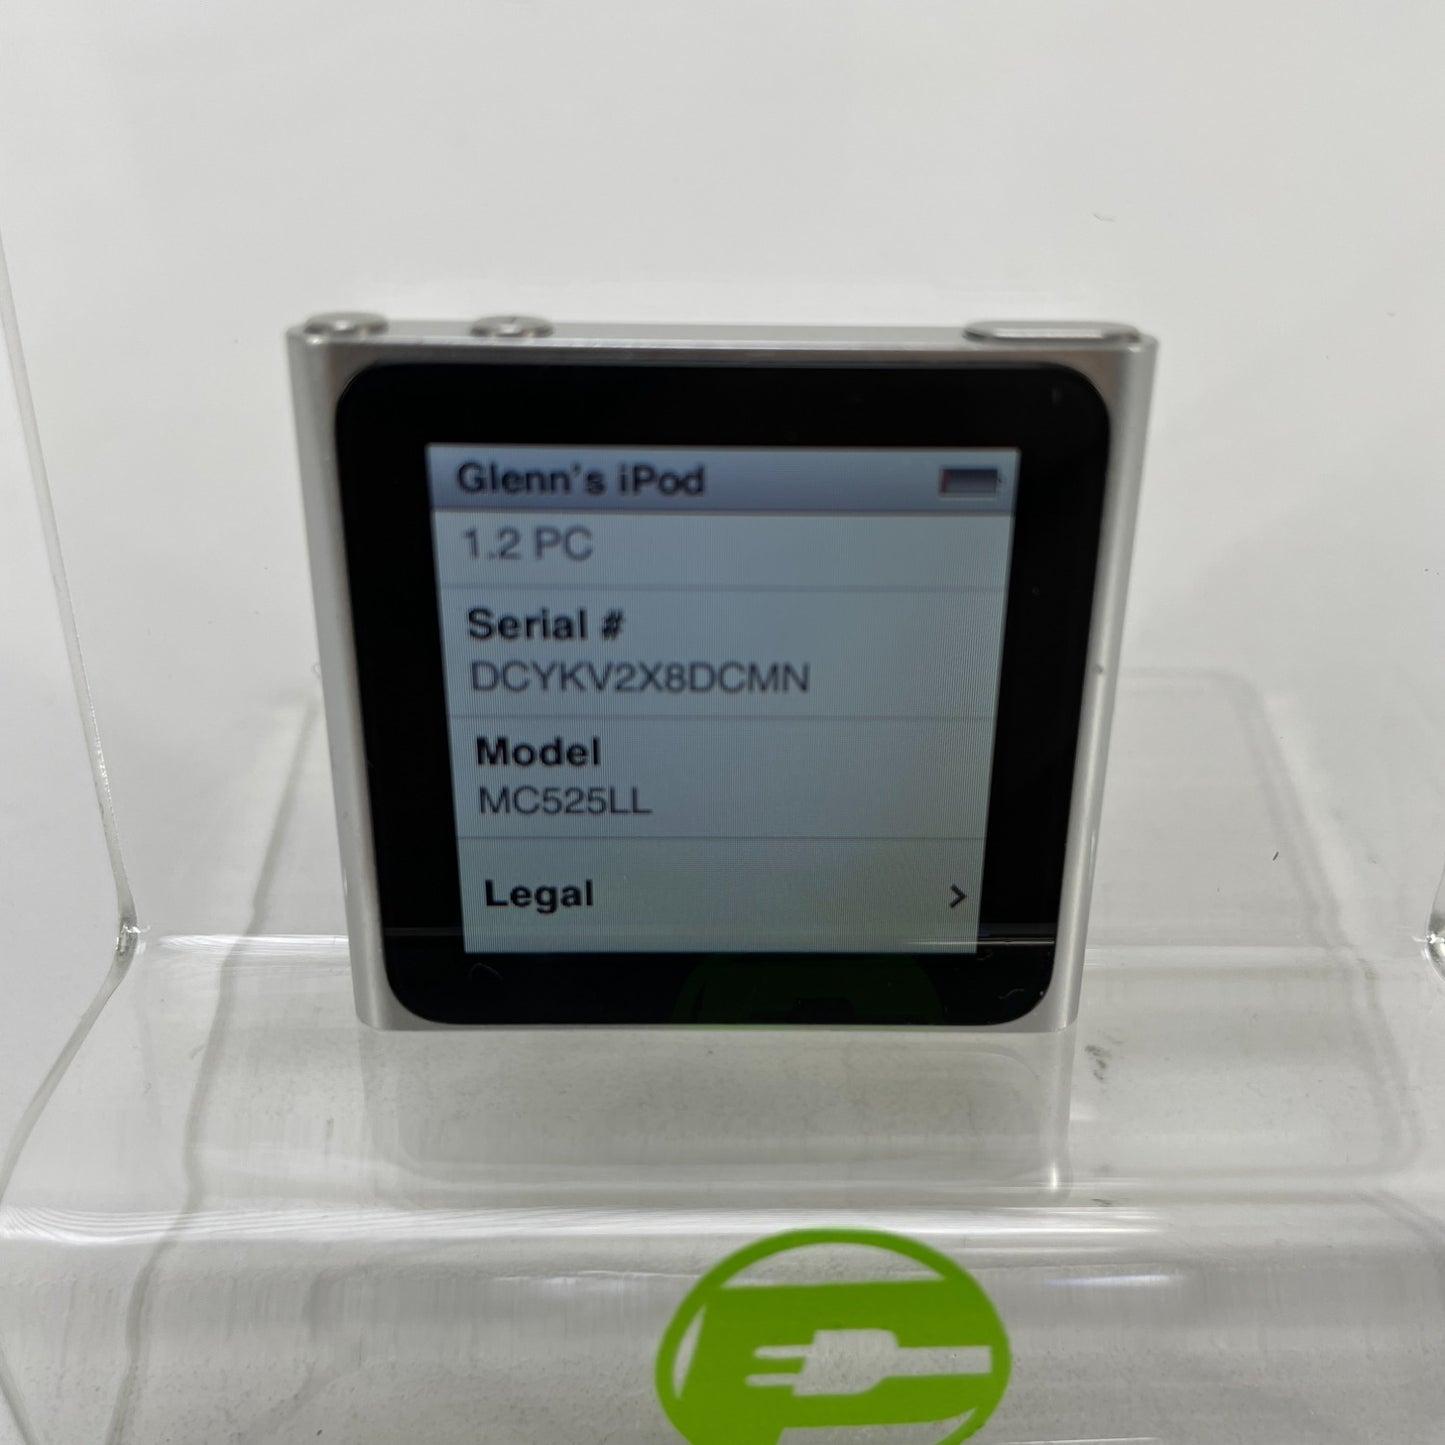 Glenn's iPod
1.2 PC
Serial #
DCYKV2X8DCMN
Model
MC525LL
Legal